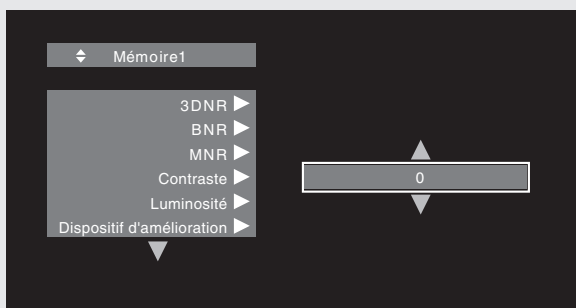 Mémoire1
3DNR
BNR
MNR
Contraste
Luminosité
Dispositif d'amélioration
0